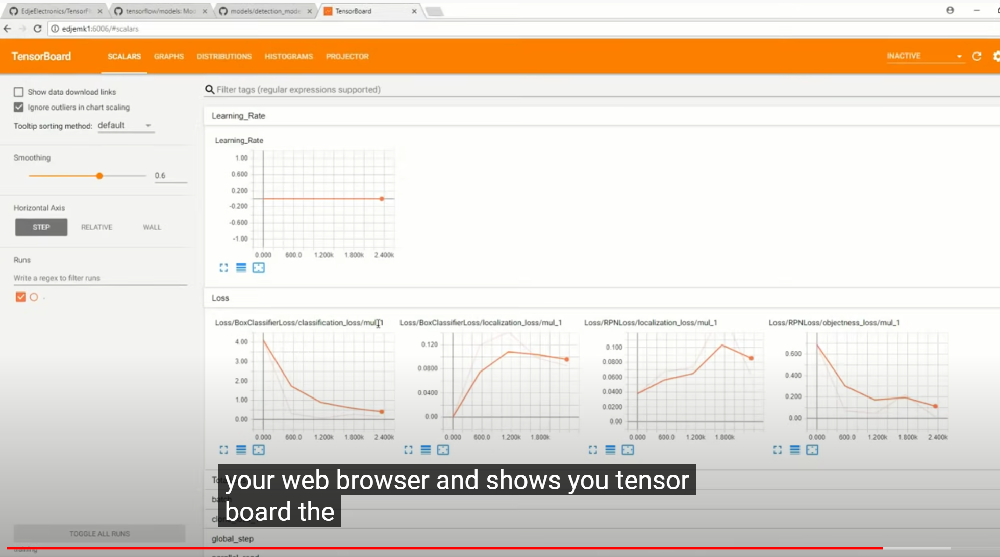 EdjeElectronics/TensorFl
tensorflow/models: Mod
models/detection_mode
TensorBoard
edjemk1:6006/#scalars
TensorBoard
SCALARS
GRAPHS
DISTRIBUTIONS
HISTOGRAMS
PROJECTOR
INACTIVE
Show data download links
Ignore outliers in chart scaling
Tooltip sorting method: default
Smoothing
0.6
Horizontal Axis
STEP
RELATIVE
WALL
Runs
Write a regex to filter runs
.
TOGGLE ALL RUNS
training
Filter tags (regular expressions supported)
Learning_Rate
Learning_Rate
1.00
0.600
0.200
-0.200
-0.600
-1.00
0.000 600.0 1.200k 1.800k 2.400k
Loss
Loss/BoxClassifierLoss/classification_loss/mul_1
4.00
3.00
2.00
1.00
0.00
0.000 600.0 1.200k 1.800k 2.400k
Loss/BoxClassifierLoss/localization_loss/mul_1
0.120
0.0800
0.0400
0.00
0.000 600.0 1.200k 1.800k
Loss/RPNLoss/localization_loss/mul_1
0.100
0.0800
0.0600
0.0400
0.0200
0.00
0.000 600.0 1.200k 1.800k
Loss/RPNLoss/objectness_loss/mul_1
0.600
0.400
0.200
0.00
0.000 600.0 1.200k 1.800k 2.400k
batch
global_step
your web browser and shows you tensor
board the